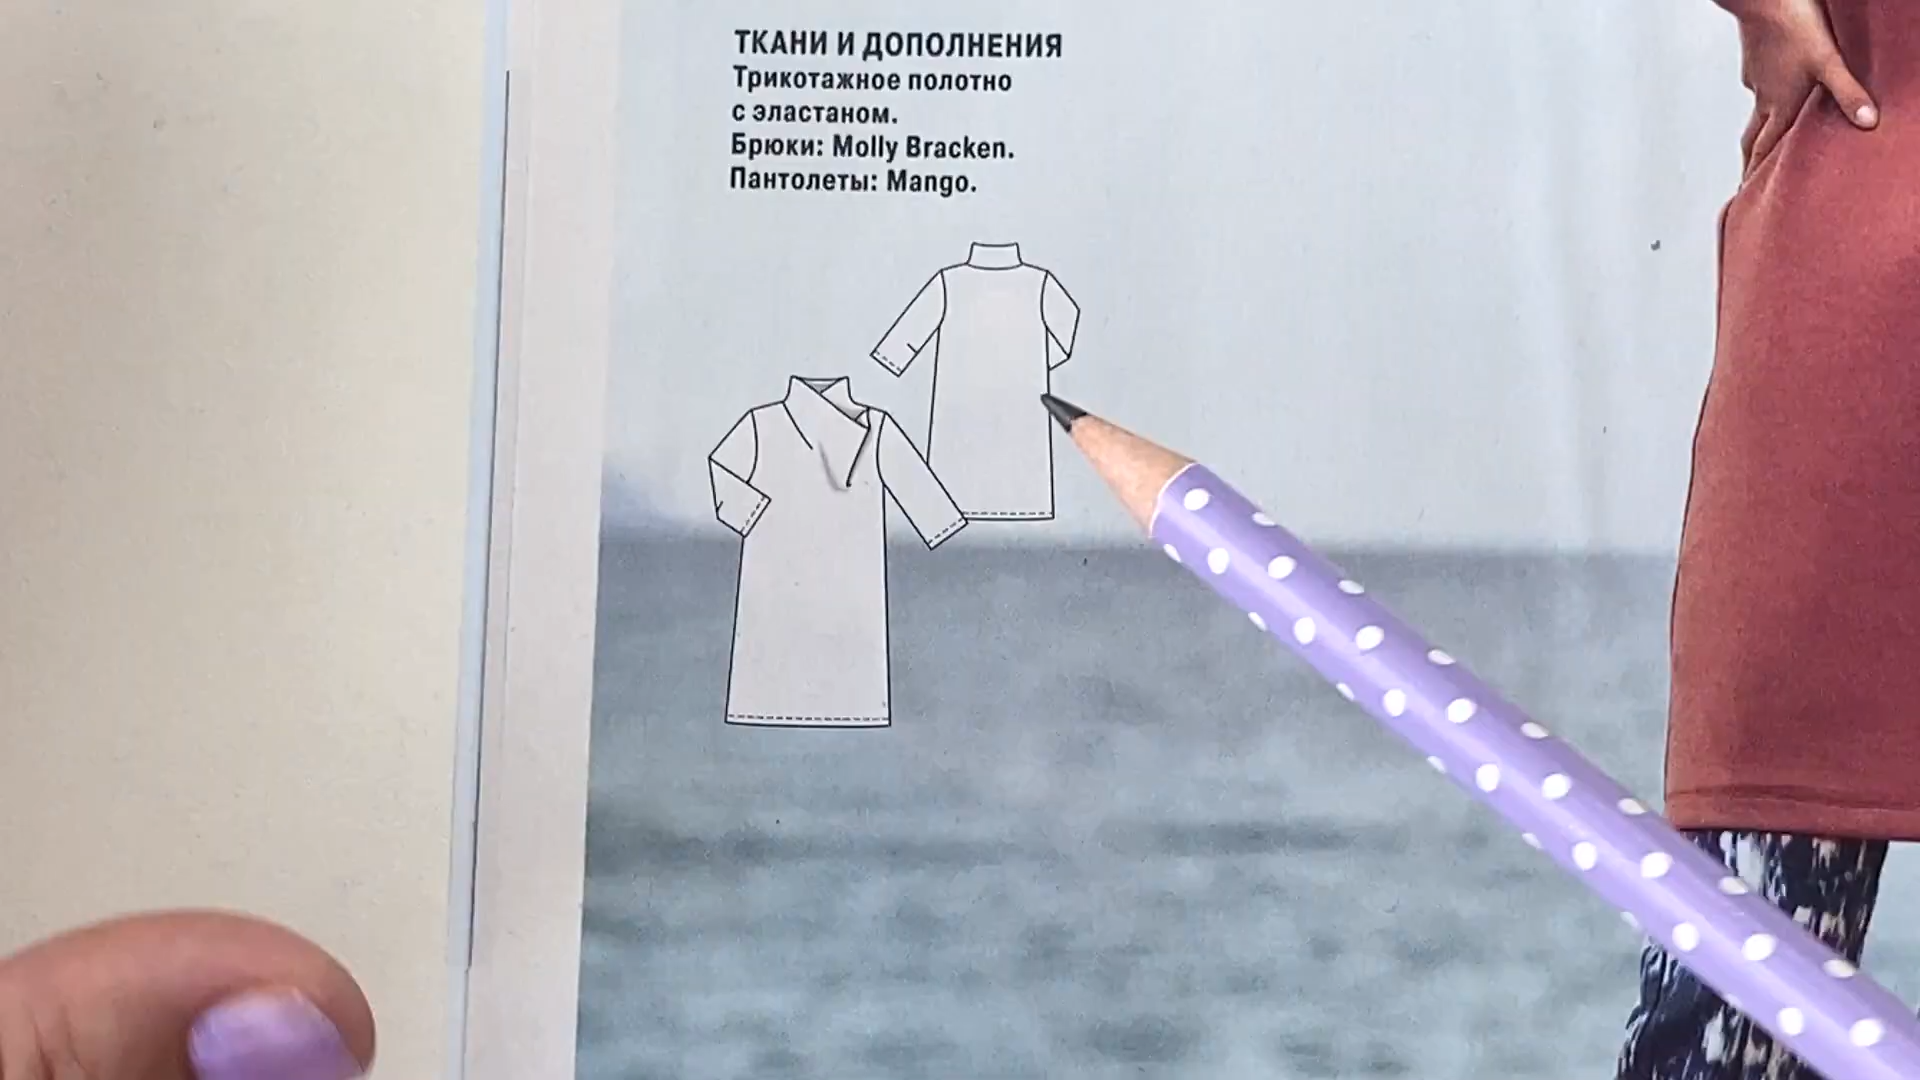 ТКАНИ И ДОПОЛНЕНИЯ
Трикотажное полотно
с эластаном.
Брюки: Molly Bracken.
Пантолеты: Mango.